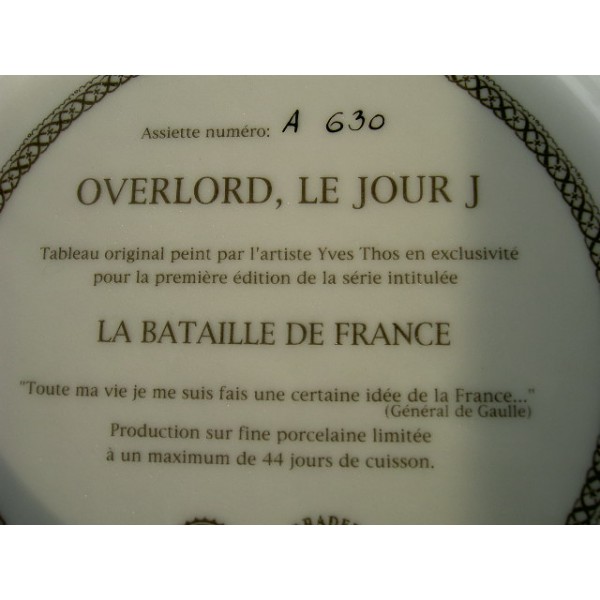 Assiette numéro: A 630
OVERLORD, LE JOUR J
Tableau original peint par l'artiste Yves Thos en exclusivité
pour la première édition de la série intitulée
LA BATAILLE DE FRANCE
"Toute ma vie je me suis fais une certaine idée de la France..."
(Général de Gaulle)
Production sur fine porcelaine limitée
à un maximum de 44 jours de cuisson.